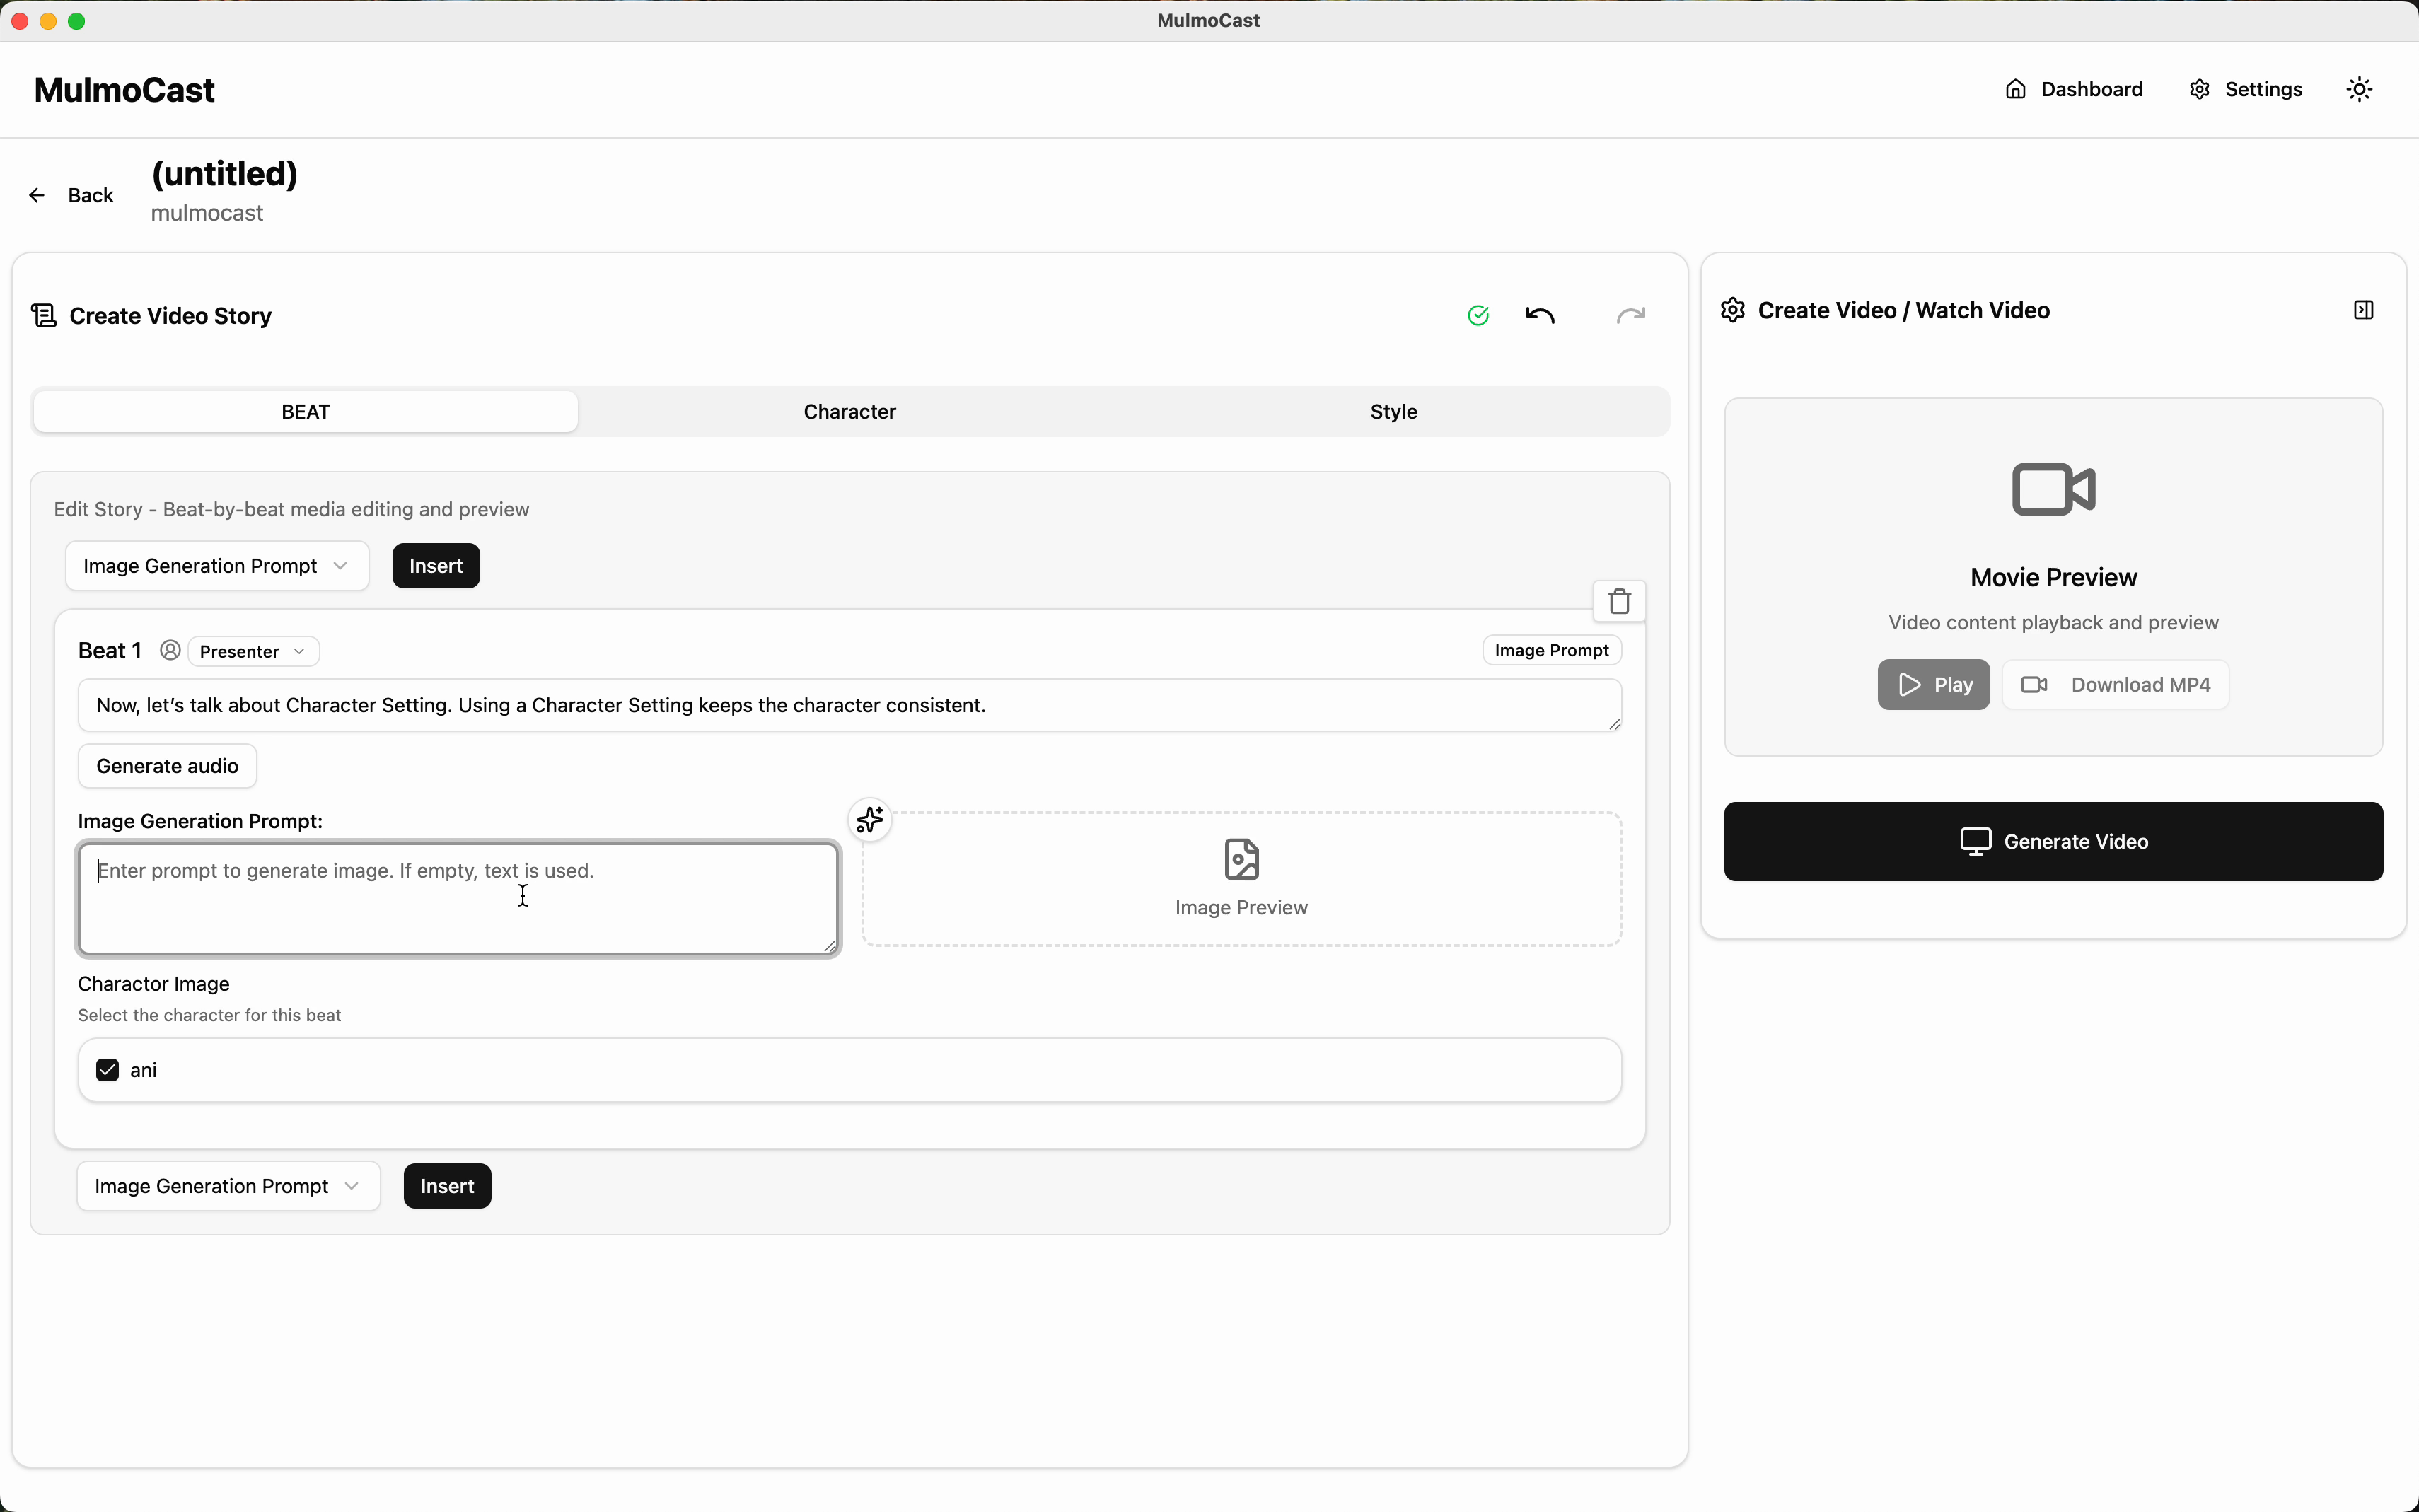 MulmoCast
MulmoCast
Dashboard
Settings
Back
(untitled)
mulmocast
Create Video Story
BEAT
Character
Style
Edit Story - Beat-by-beat media editing and preview
Image Generation Prompt
Insert
Beat 1
Presenter
Image Prompt
Now, let’s talk about Character Setting. Using a Character Setting keeps the character consistent.
Generate audio
Image Generation Prompt:
Enter prompt to generate image. If empty, text is used.
Image Preview
Charactor Image
Select the character for this beat
ani
Image Generation Prompt
Insert
Create Video / Watch Video
Movie Preview
Video content playback and preview
Play
Download MP4
Generate Video